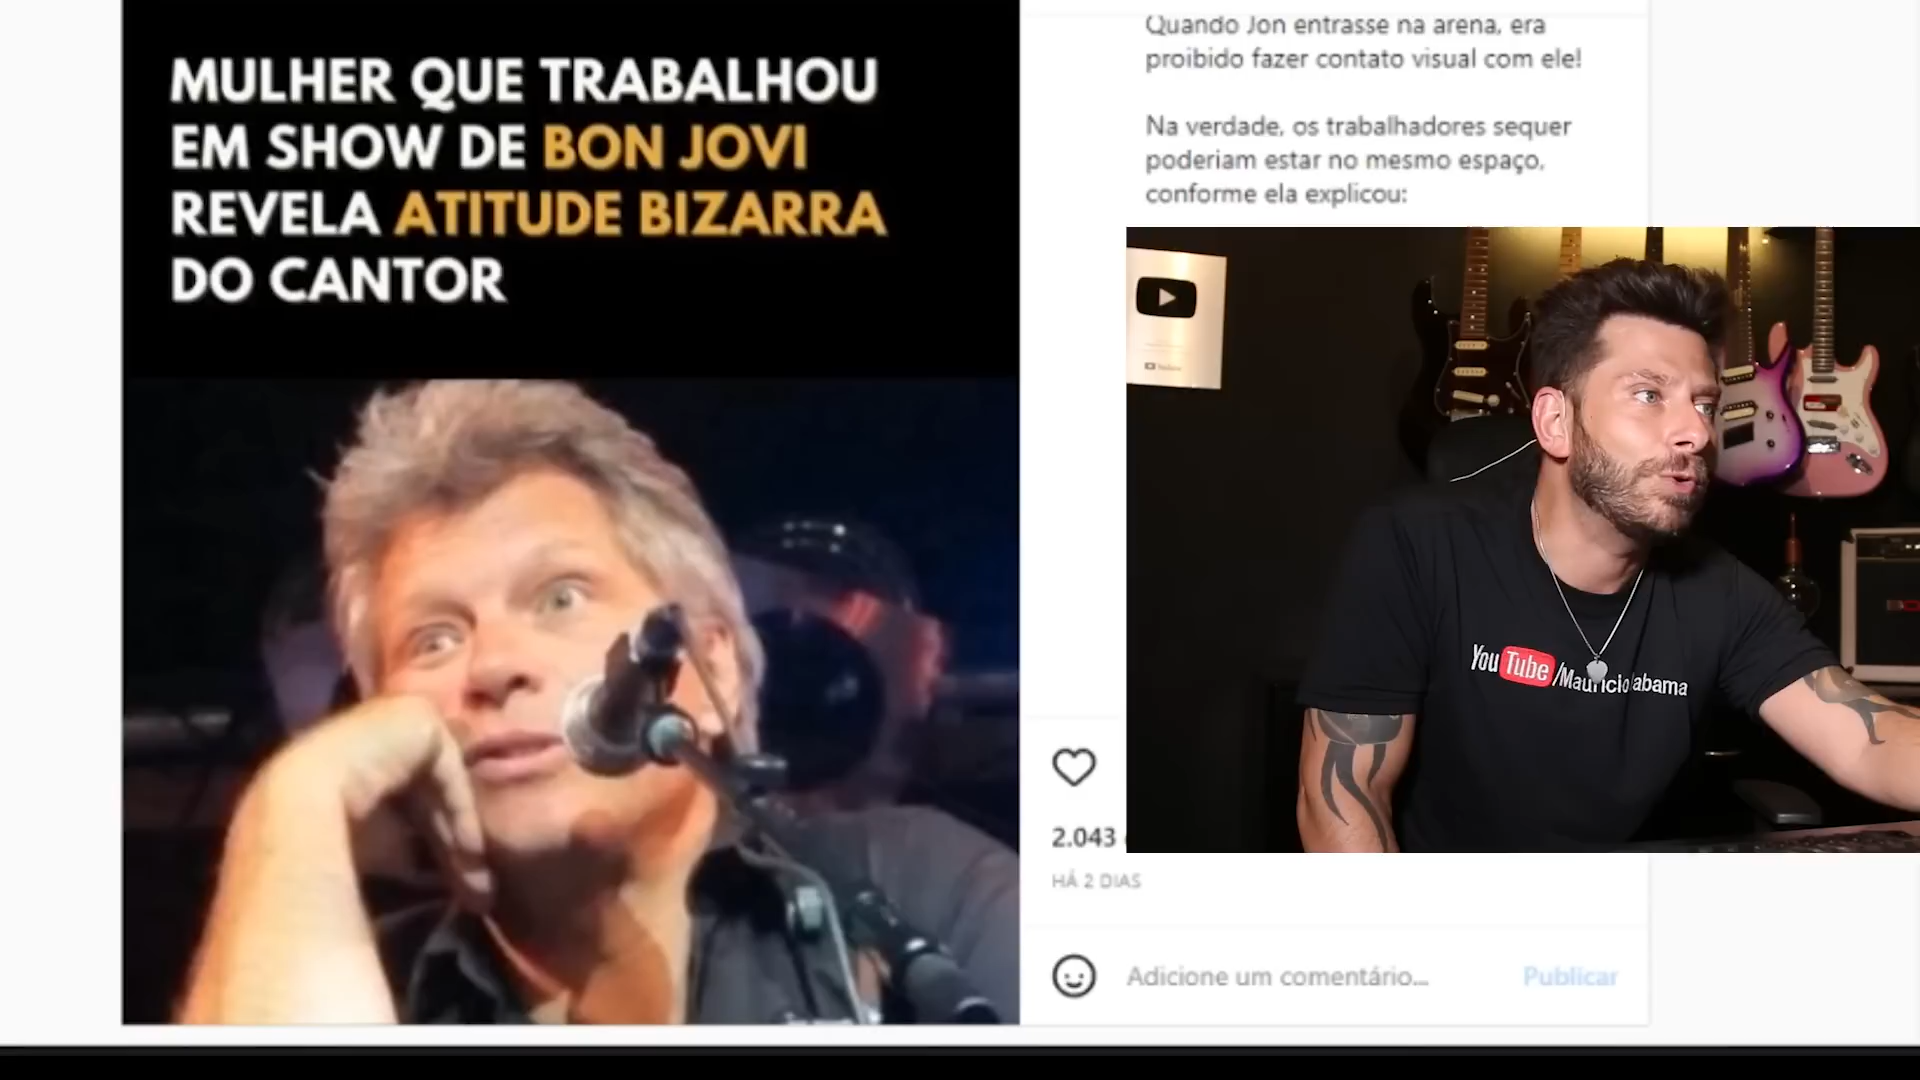 MULHER QUE TRABALHOU
EM SHOW DE BON JOVI
REVELA ATITUDE BIZARRA
DO CANTOR
Quando Jon entrasse na arena, era
proibido fazer contato visual com ele!
Na verdade, os trabalhadores sequer
poderiam estar no mesmo espaço,
conforme ela explicou:
YouTube/Mauricio abama
2.043
HÁ 2 DIAS
Adicione um comentário...
Publicar